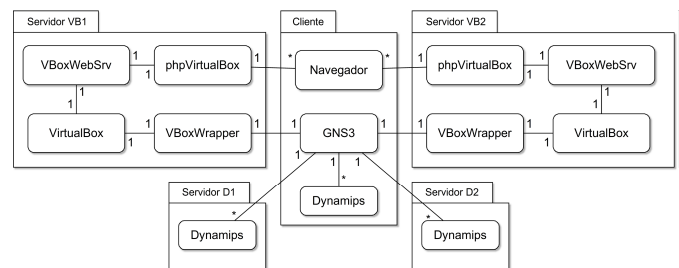 Servidor VB1
Cliente
Servidor VB2
VBoxWebSrv
1
1
phpVirtualBox
1
*
Navegador
*
1
phpVirtualBox
1
1
VBoxWebSrv
1
1
1
1
VirtualBox
1
1
VBoxWrapper
1
1
GNS3
1
1
VBoxWrapper
1
1
VirtualBox
1
1
1
Servidor D1
*
Dynamips
*
Dynamips
Servidor D2
*
Dynamips